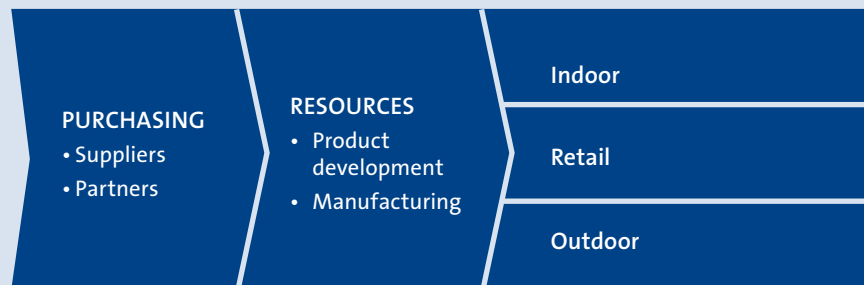 PURCHASING
• Suppliers
• Partners
RESOURCES
• Product
development
• Manufacturing
Indoor
Retail
Outdoor